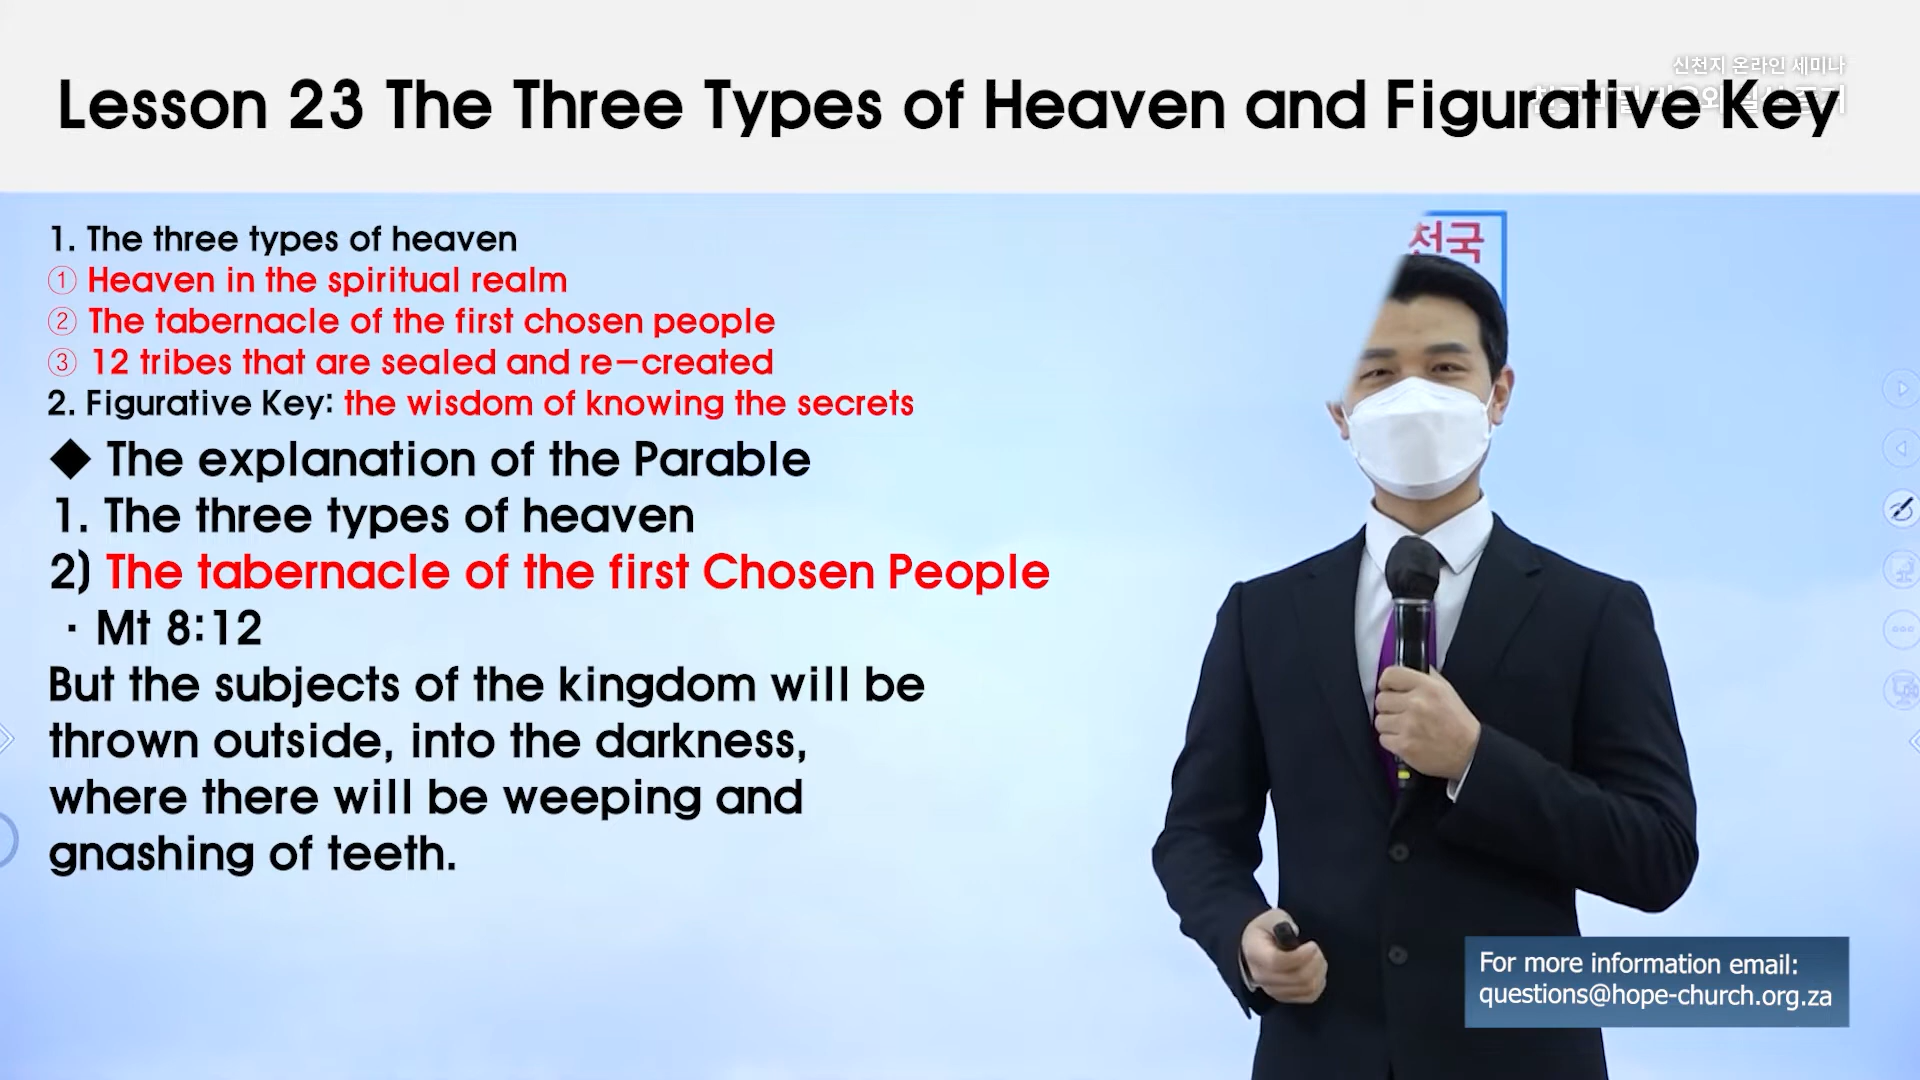 신천지 온라인 세미나
Lesson 23 The Three Types of Heaven and Figurative Key
천국
1. The three types of heaven
① Heaven in the spiritual realm
② The tabernacle of the first chosen people
③ 12 tribes that are sealed and re-created
2. Figurative Key: the wisdom of knowing the secrets
◆ The explanation of the Parable
1. The three types of heaven
2) The tabernacle of the first Chosen People
· Mt 8:12
But the subjects of the kingdom will be
thrown outside, into the darkness,
where there will be weeping and
gnashing of teeth.
For more information email:
questions@hope-church.org.za